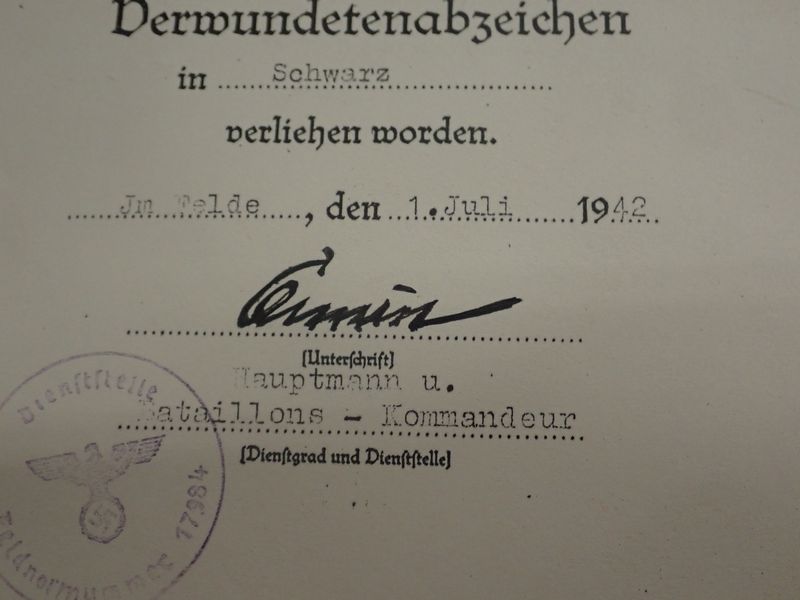 Verwundetenabzeichen
in Schwarz
verliehen worden.
Jm Felde, den 1. Juli 1942
(Unterschrift)
Hauptmann u.
Bataillons - Kommandeur
(Dienstgrad und Dienststelle)
Dienststelle
Feldpostnummer 17984